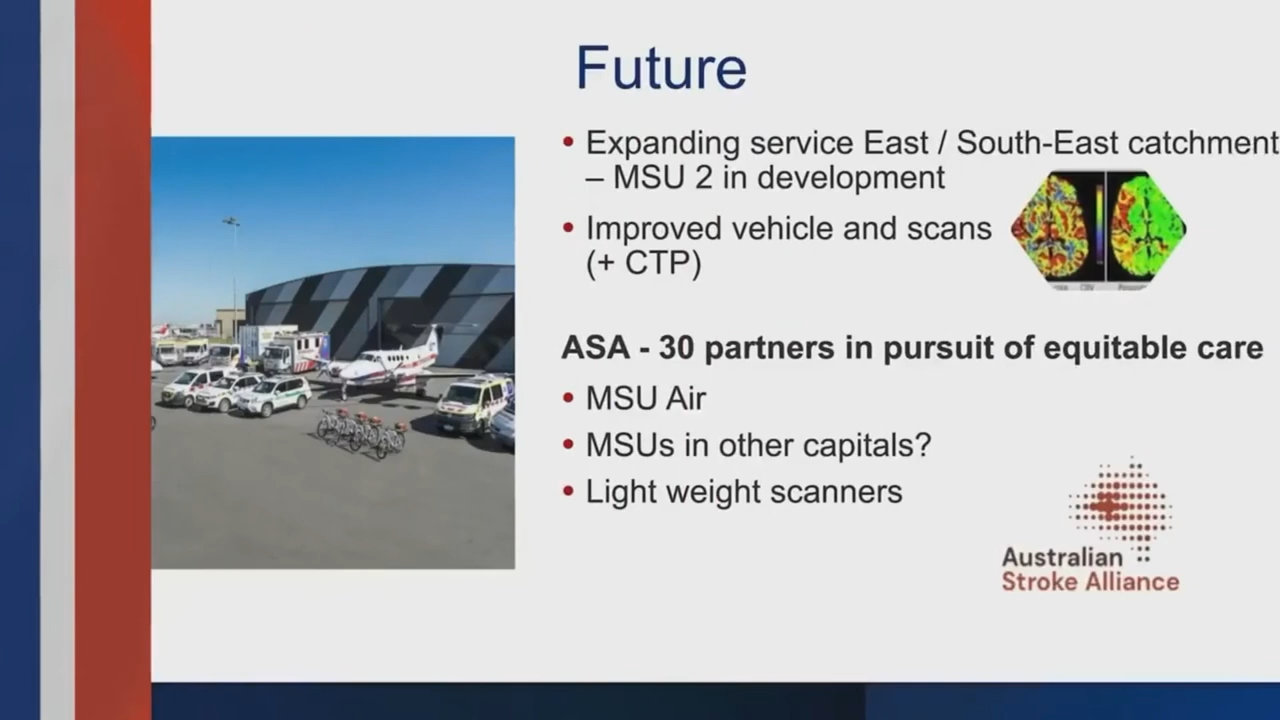 Future
• Expanding service East / South-East catchment
– MSU 2 in development
• Improved vehicle and scans
(+ CTP)
ASA - 30 partners in pursuit of equitable care
• MSU Air
• MSUs in other capitals?
• Light weight scanners
Australian
Stroke Alliance